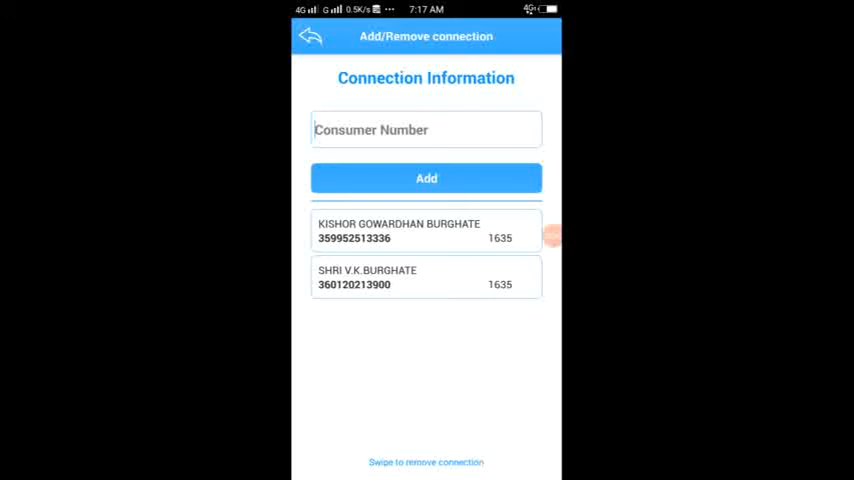 4G G 0.5K/s ... 7:17 AM 4G
Add/Remove connection
Connection Information
Consumer Number
Add
KISHOR GOWARDHAN BURGHATE
359952513336 1635
SHRI V.K.BURGHATE
360120213900 1635
Swipe to remove connection